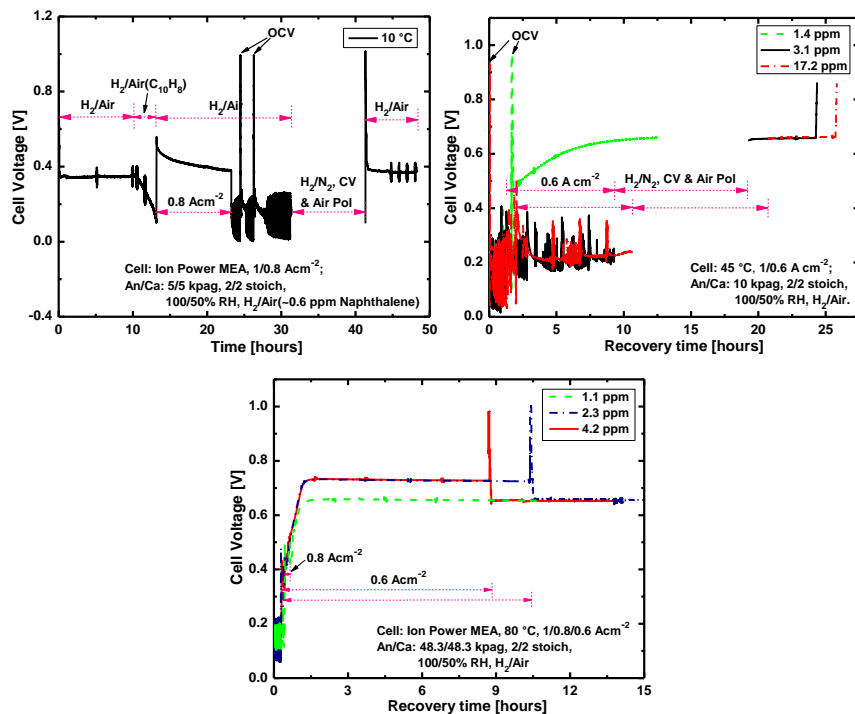 1.2
0.8
0.4
0.0
-0.4
Cell Voltage [V]
OCV
10 °C
H2/Air(C10H8)
H2/Air
H2/Air
H2/Air
0.8 Acm-2
H2/N2, CV
& Air Pol
Cell: Ion Power MEA, 1/0.8 Acm-2;
An/Ca: 5/5 kpag, 2/2 stoich,
100/50% RH, H2/Air(~0.6 ppm Naphthalene)
0 10 20 30 40 50
Time [hours]
1.0
0.8
0.6
0.4
0.2
0.0
Cell Voltage [V]
OCV
1.4 ppm
3.1 ppm
17.2 ppm
0.6 A cm-2
H2/N2, CV & Air Pol
Cell: 45 °C, 1/0.6 A cm-2;
An/Ca: 10 kpag, 2/2 stoich,
100/50% RH, H2/Air.
0 5 10 15 20 25
Recovery time [hours]
1.0
0.8
0.6
0.4
0.2
0.0
Cell Voltage [V]
1.1 ppm
2.3 ppm
4.2 ppm
0.8 Acm-2
0.6 Acm-2
Cell: Ion Power MEA, 80 °C, 1/0.8/0.6 Acm-2
An/Ca: 48.3/48.3 kpag, 2/2 stoich,
100/50% RH, H2/Air
0 3 6 9 12 15
Recovery time [hours]